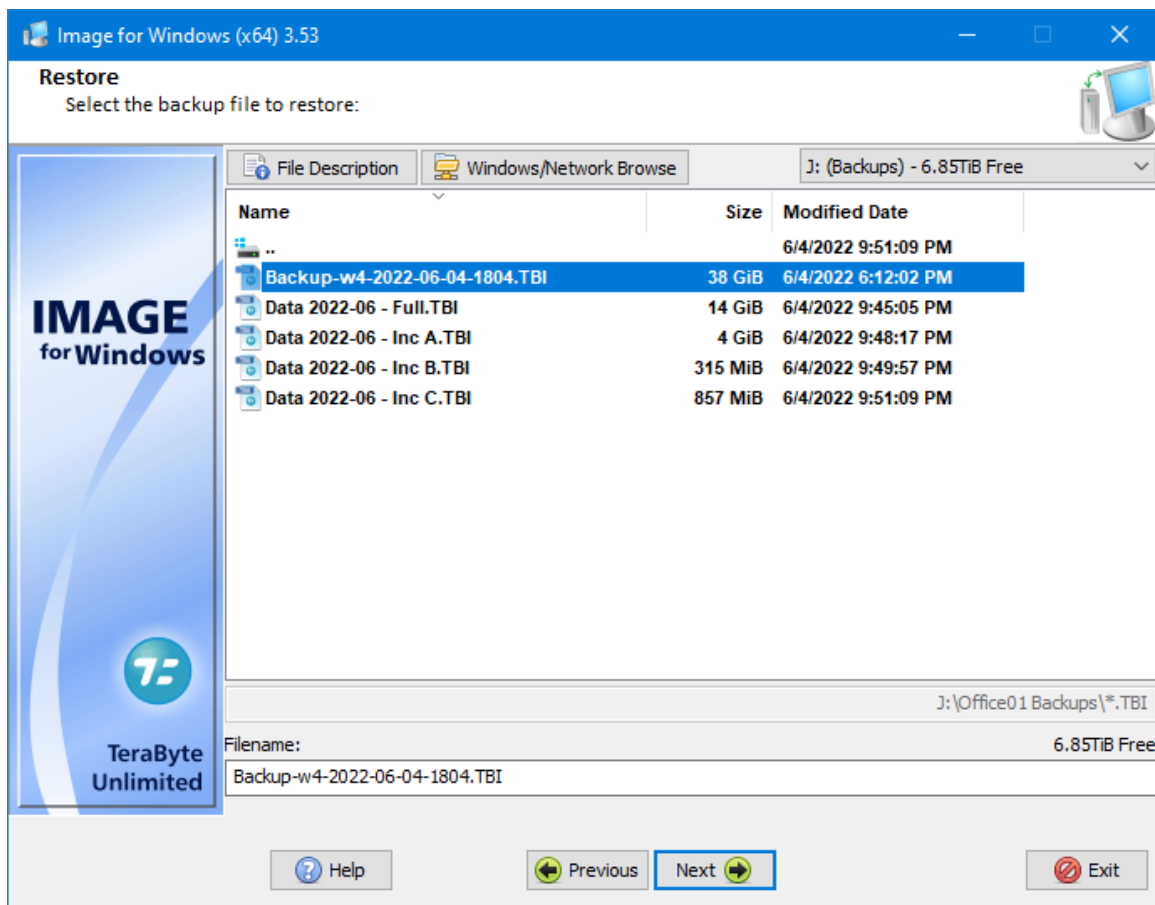 Image for Windows (x64) 3.53
Restore
Select the backup file to restore:
File Description Windows/Network Browse J: (Backups) - 6.85TiB Free
Name Size Modified Date
.. 6/4/2022 9:51:09 PM
Backup-w4-2022-06-04-1804.TBI 38 GiB 6/4/2022 6:12:02 PM
Data 2022-06 - Full.TBI 14 GiB 6/4/2022 9:45:05 PM
Data 2022-06 - Inc A.TBI 4 GiB 6/4/2022 9:48:17 PM
Data 2022-06 - Inc B.TBI 315 MiB 6/4/2022 9:49:57 PM
Data 2022-06 - Inc C.TBI 857 MiB 6/4/2022 9:51:09 PM
IMAGE
for Windows
TeraByte
Unlimited
J:\Office01 Backups\*.TBI
Filename: 6.85TiB Free
Backup-w4-2022-06-04-1804.TBI
Help Previous Next Exit